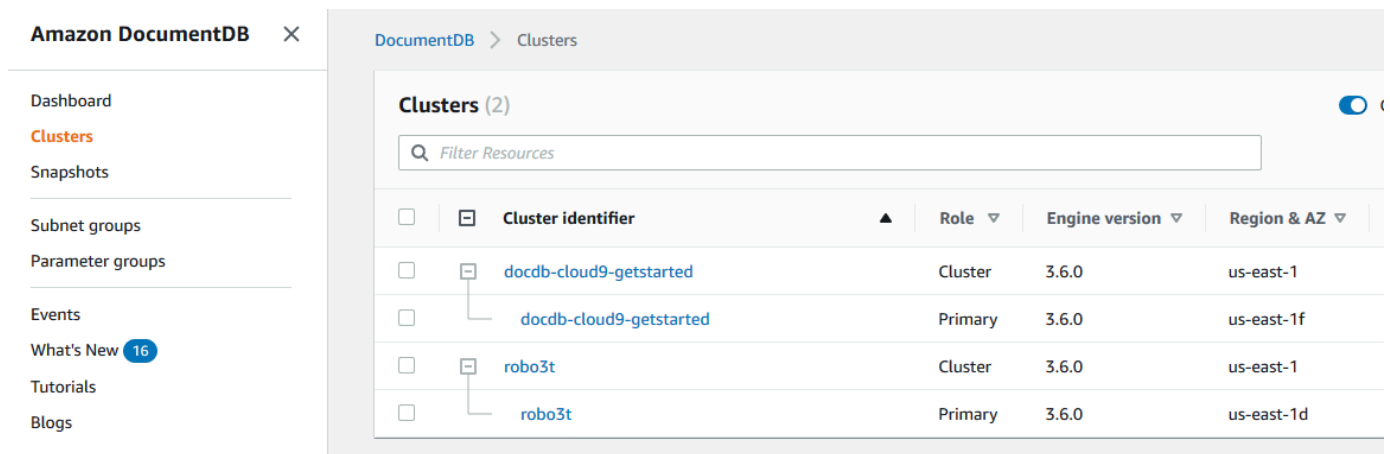 Amazon DocumentDB
Dashboard
Clusters
Snapshots
Subnet groups
Parameter groups
Events
What's New 16
Tutorials
Blogs
DocumentDB > Clusters
Clusters (2)
Filter Resources
Cluster identifier Role Engine version Region & AZ
docdb-cloud9-getstarted Cluster 3.6.0 us-east-1
docdb-cloud9-getstarted Primary 3.6.0 us-east-1f
robo3t Cluster 3.6.0 us-east-1
robo3t Primary 3.6.0 us-east-1d